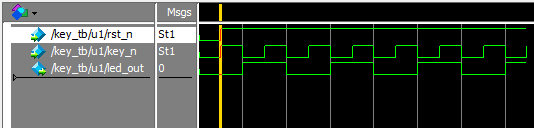 Msgs
/key_tb/u1/rst_n St1
/key_tb/u1/key_n St1
/key_tb/u1/led_out 0